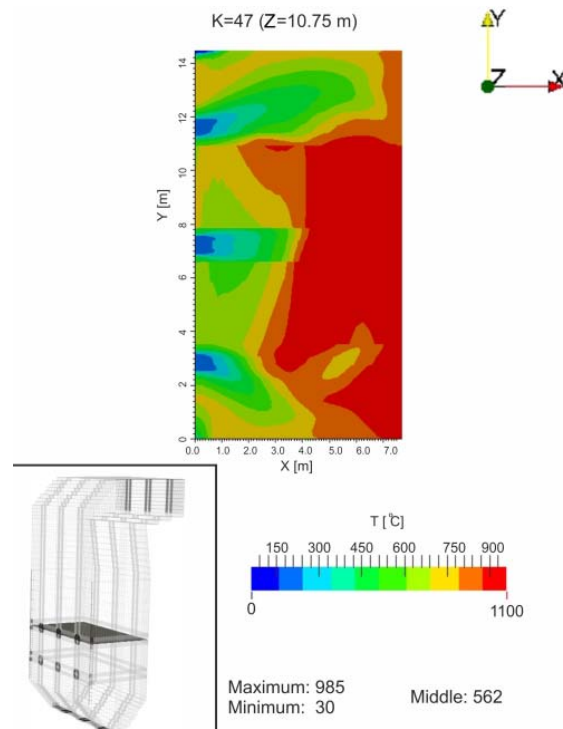 K=47 (Z=10.75 m)
Y
Z
X
14
12
10
8
6
4
2
0
Y [m]
0.0 1.0 2.0 3.0 4.0 5.0 6.0 7.0
X [m]
T [°C]
150 300 450 600 750 900
0 1100
Maximum: 985
Minimum: 30
Middle: 562